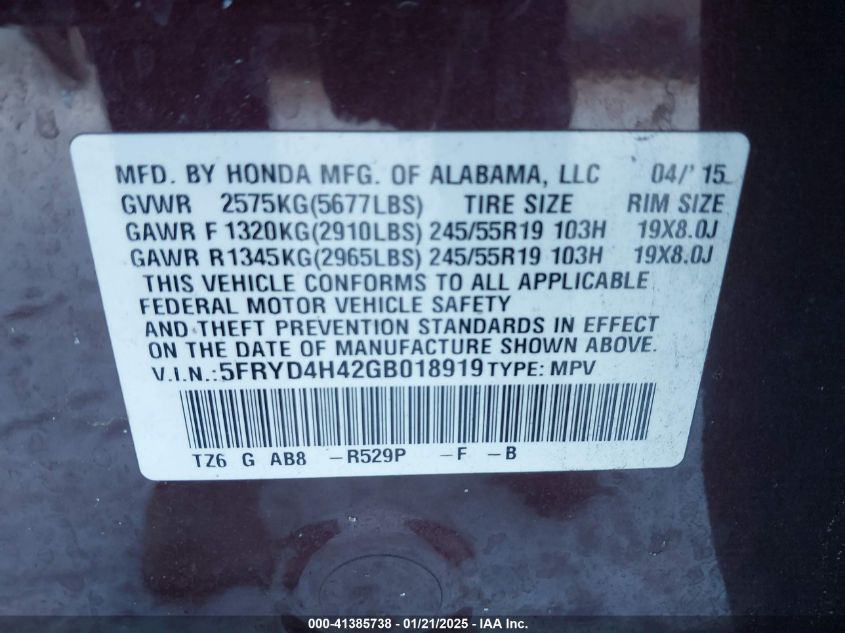 MFD. BY HONDA MFG. OF ALABAMA, LLC 04/' 15
GVWR 2575KG(5677LBS) TIRE SIZE RIM SIZE
GAWR F 1320KG(2910LBS) 245/55R19 103H 19X8.0J
GAWR R1345KG(2965LBS) 245/55R19 103H 19X8.0J
THIS VEHICLE CONFORMS TO ALL APPLICABLE
FEDERAL MOTOR VEHICLE SAFETY
AND THEFT PREVENTION STANDARDS IN EFFECT
ON THE DATE OF MANUFACTURE SHOWN ABOVE.
V.I.N.:5FRYD4H42GB018919 TYPE: MPV
TZ6 G AB8 -R529P -F -B
000-41385738 - 01/21/2025 - IAA Inc.